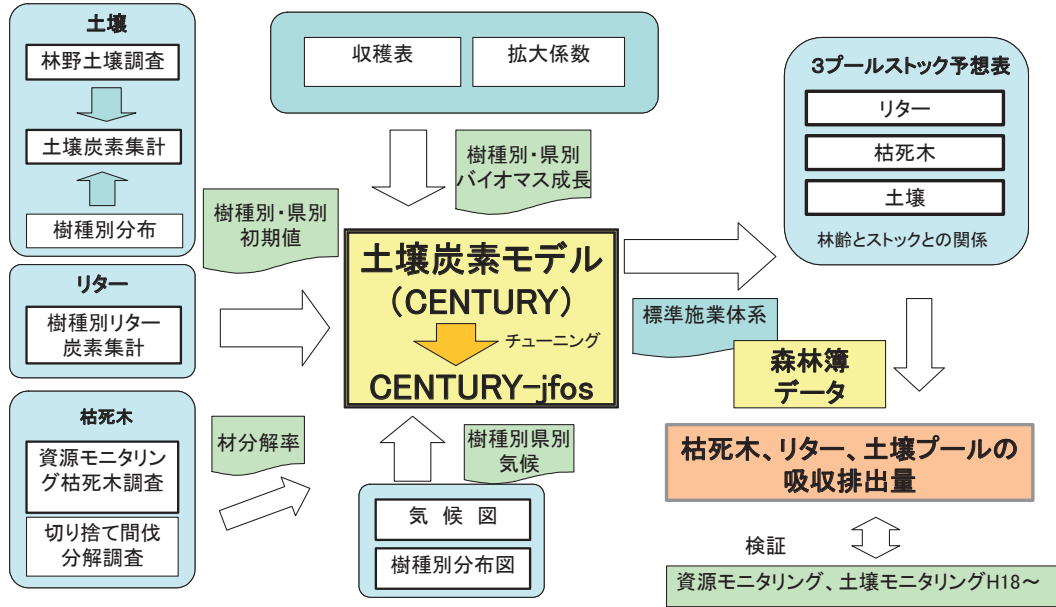 土壌
林野土壌調査
土壌炭素集計
樹種別分布
リター
樹種別リター
炭素集計
枯死木
資源モニタリン
グ枯死木調査
切り捨て間伐
分解調査
収穫表
拡大係数
樹種別・県別
バイオマス成長
樹種別・県別
初期値
土壌炭素モデル
(CENTURY)
チューニング
CENTURY-jfos
材分解率
樹種別県別
気候
気 候 図
樹種別分布図
3プールストック予想表
リター
枯死木
土壌
林齢とストックとの関係
標準施業体系
森林簿
データ
枯死木、リター、土壌プールの
吸収排出量
検証
資源モニタリング、土壌モニタリングH18~